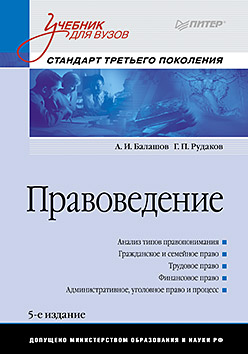 УЧЕБНИК
ДЛЯ ВУЗОВ
ПИТЕР®
СТАНДАРТ ТРЕТЬЕГО ПОКОЛЕНИЯ
А. И. Балашов Г. П. Рудаков
Правоведение
Анализ типов правопонимания
Гражданское и семейное право
Трудовое право
Финансовое право
Административное, уголовное право и процесс
5-е издание
ДОПУЩЕНО МИНИСТЕРСТВОМ ОБРАЗОВАНИЯ И НАУКИ РФ